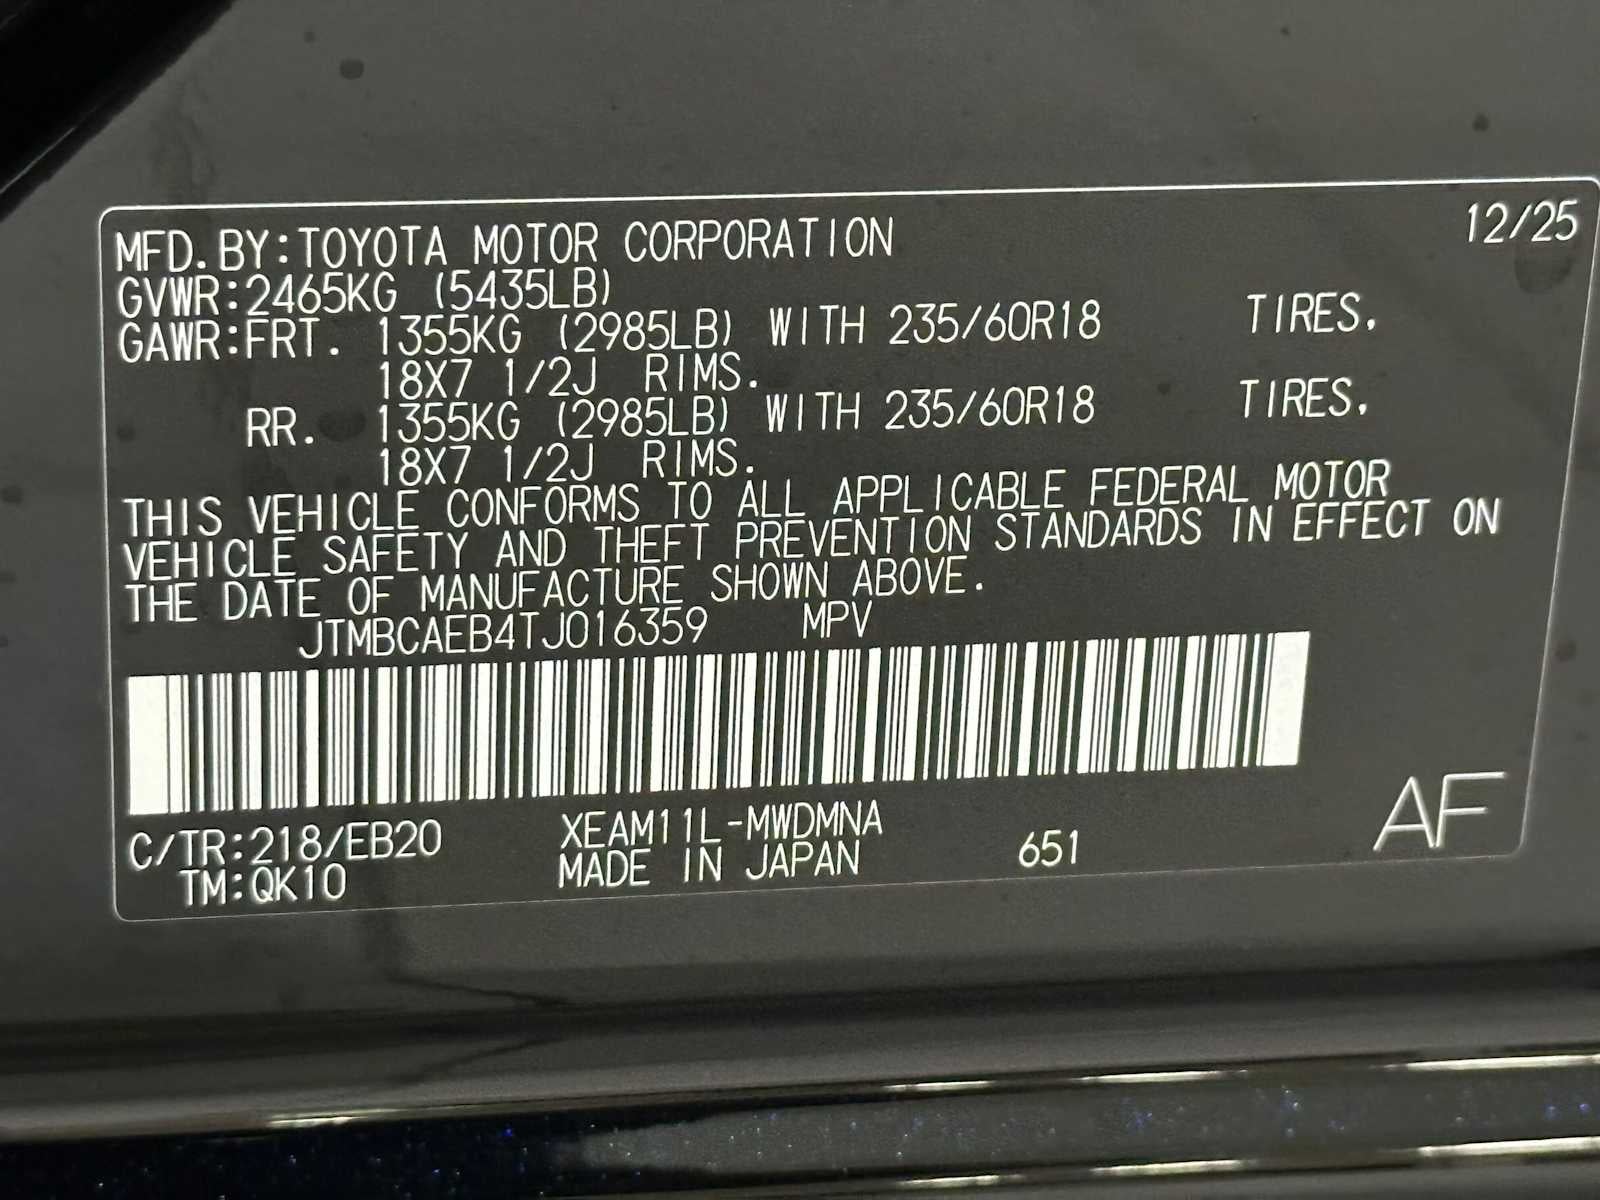 12/25
MFD.BY:TOYOTA MOTOR CORPORATION
GVWR:2465KG (5435LB)
GAWR:FRT. 1355KG (2985LB) WITH 235/60R18 TIRES,
18X7 1/2J RIMS.
RR. 1355KG (2985LB) WITH 235/60R18 TIRES,
18X7 1/2J RIMS.
THIS VEHICLE CONFORMS TO ALL APPLICABLE FEDERAL MOTOR
VEHICLE SAFETY AND THEFT PREVENTION STANDARDS IN EFFECT ON
THE DATE OF MANUFACTURE SHOWN ABOVE.
JTMBCAEB4TJ016359 MPV
C/TR:218/EB20 XEAM11L-MWDMNA
TM:QK10 MADE IN JAPAN 651 AF